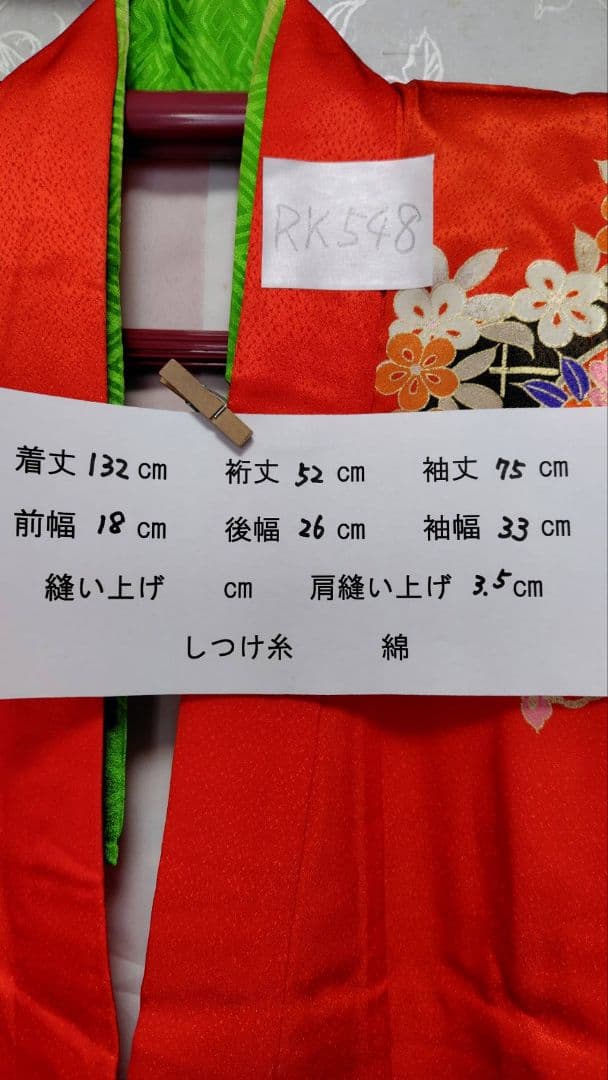 RK548
着丈 132 cm 裄丈 52 cm 袖丈 75 cm
前幅 18 cm 後幅 26 cm 袖幅 33 cm
縫い上げ cm 肩縫い上げ 3.5 cm
しつけ糸 綿